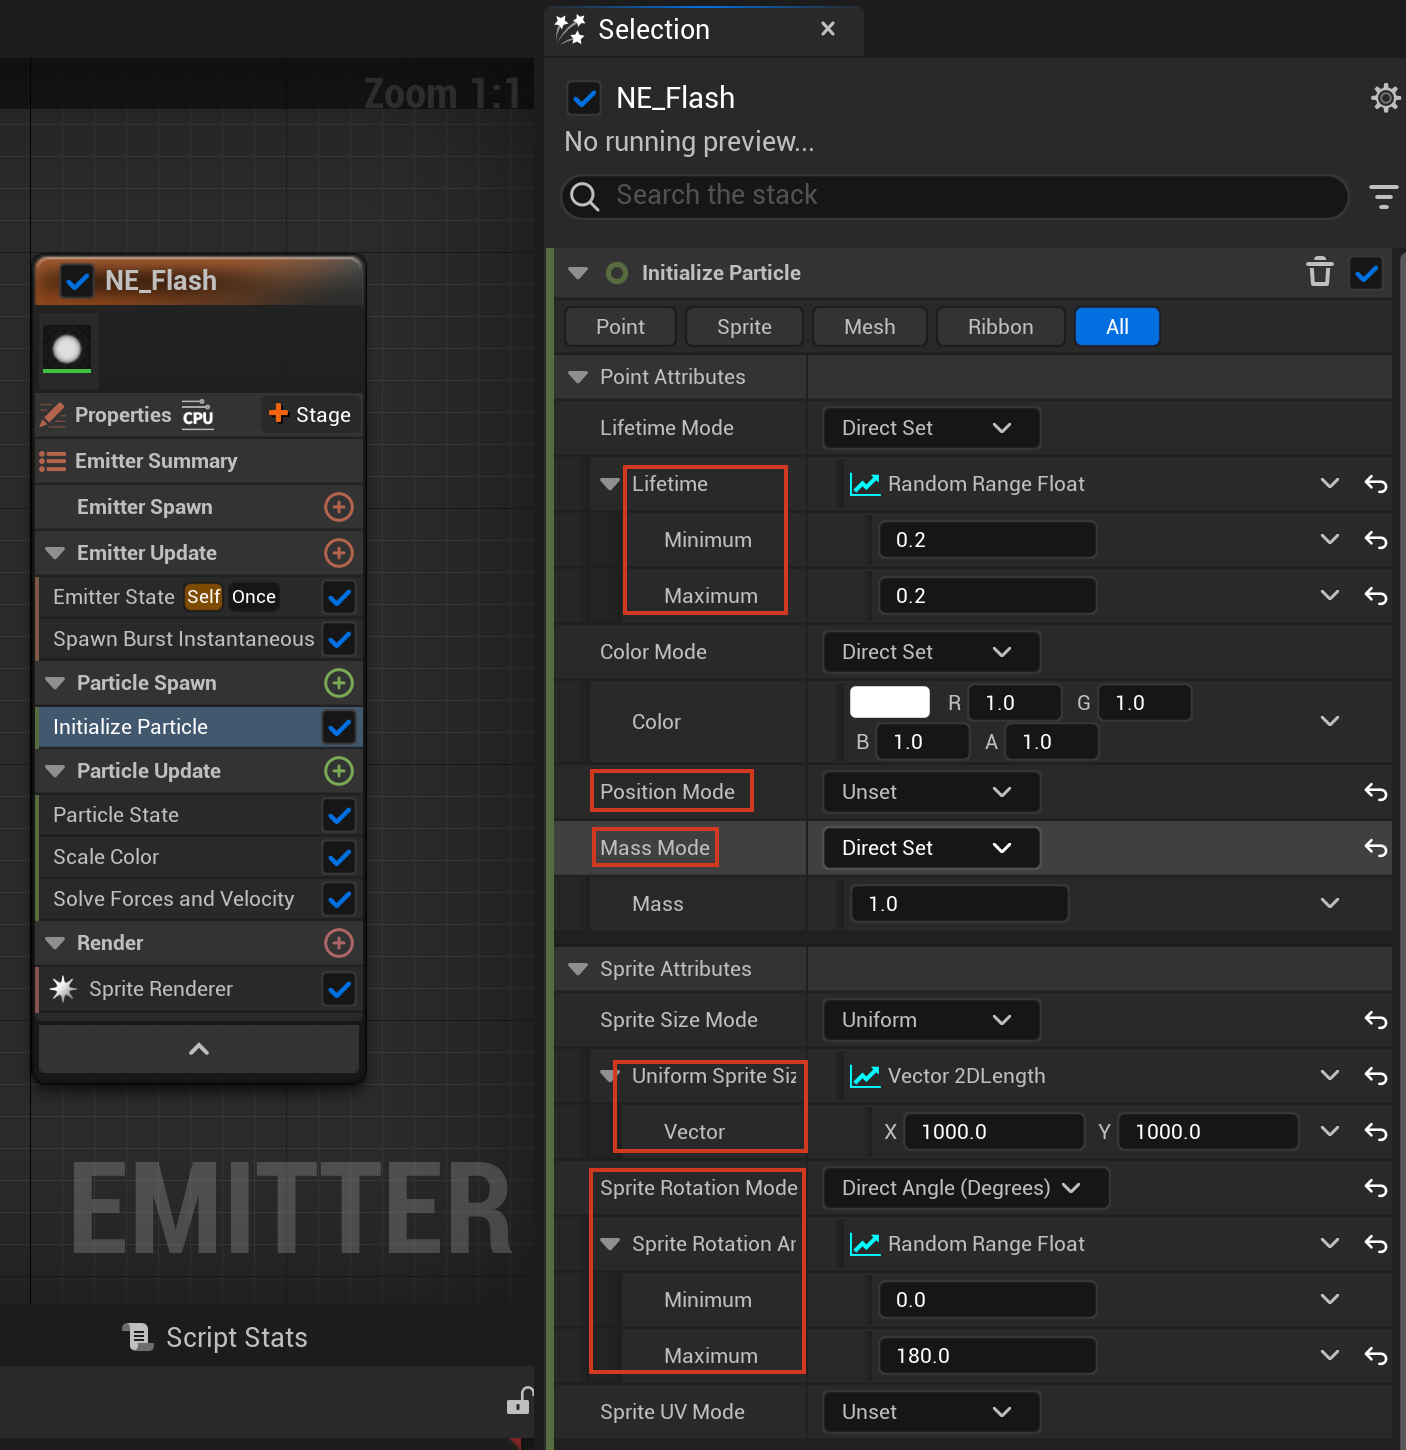 Selection
Zoom 1:1
NE_Flash
No running preview...
Search the stack
NE_Flash
Properties CPU Stage
Emitter Summary
Emitter Spawn
Emitter Update
Emitter State Self Once
Spawn Burst Instantaneous
Particle Spawn
Initialize Particle
Particle Update
Particle State
Scale Color
Solve Forces and Velocity
Render
Sprite Renderer
EMITTER
Script Stats
Initialize Particle
Point Sprite Mesh Ribbon All
Point Attributes
Lifetime Mode Direct Set
Lifetime Random Range Float
Minimum 0.2
Maximum 0.2
Color Mode Direct Set
Color R 1.0 G 1.0
B 1.0 A 1.0
Position Mode Unset
Mass Mode Direct Set
Mass 1.0
Sprite Attributes
Sprite Size Mode Uniform
Uniform Sprite Siz Vector 2DLength
Vector X 1000.0 Y 1000.0
Sprite Rotation Mode Direct Angle (Degrees)
Sprite Rotation Ar Random Range Float
Minimum 0.0
Maximum 180.0
Sprite UV Mode Unset